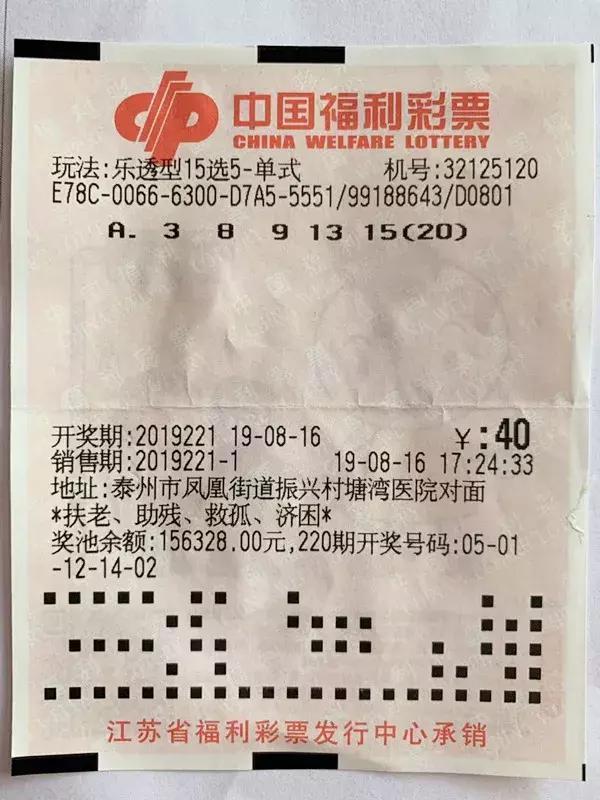 中国福利彩票
CHINA WELFARE LOTTERY
玩法:乐透型15选5-单式 机号:32125120
E78C-0066-6300-D7A5-5551/99188643/D0801
A. 3 8 9 13 15(20)
开奖期:2019221 19-08-16 ¥:40
销售期:2019221-1 19-08-16 17:24:33
地址:泰州市凤凰街道振兴村塘湾医院对面
*扶老、助残、救孤、济困*
奖池余额:156328.00元,220期开奖号码:05-01
-12-14-02
江苏省福利彩票发行中心承销